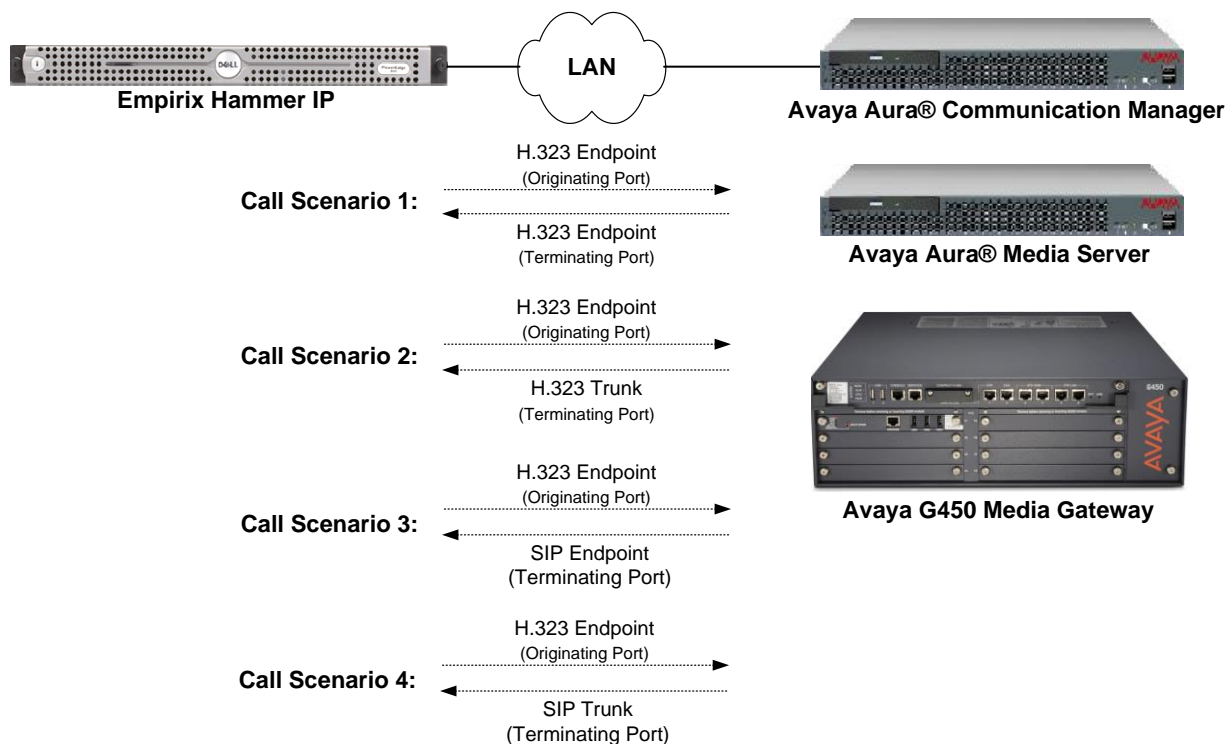 DELL
LAN
Empirix Hammer IP
Avaya Aura® Communication Manager
H.323 Endpoint
(Originating Port)
Call Scenario 1:
H.323 Endpoint
(Terminating Port)
Avaya Aura® Media Server
H.323 Endpoint
(Originating Port)
Call Scenario 2:
H.323 Trunk
(Terminating Port)
G450
AVAYA
Avaya G450 Media Gateway
H.323 Endpoint
(Originating Port)
Call Scenario 3:
SIP Endpoint
(Terminating Port)
H.323 Endpoint
(Originating Port)
Call Scenario 4:
SIP Trunk
(Terminating Port)